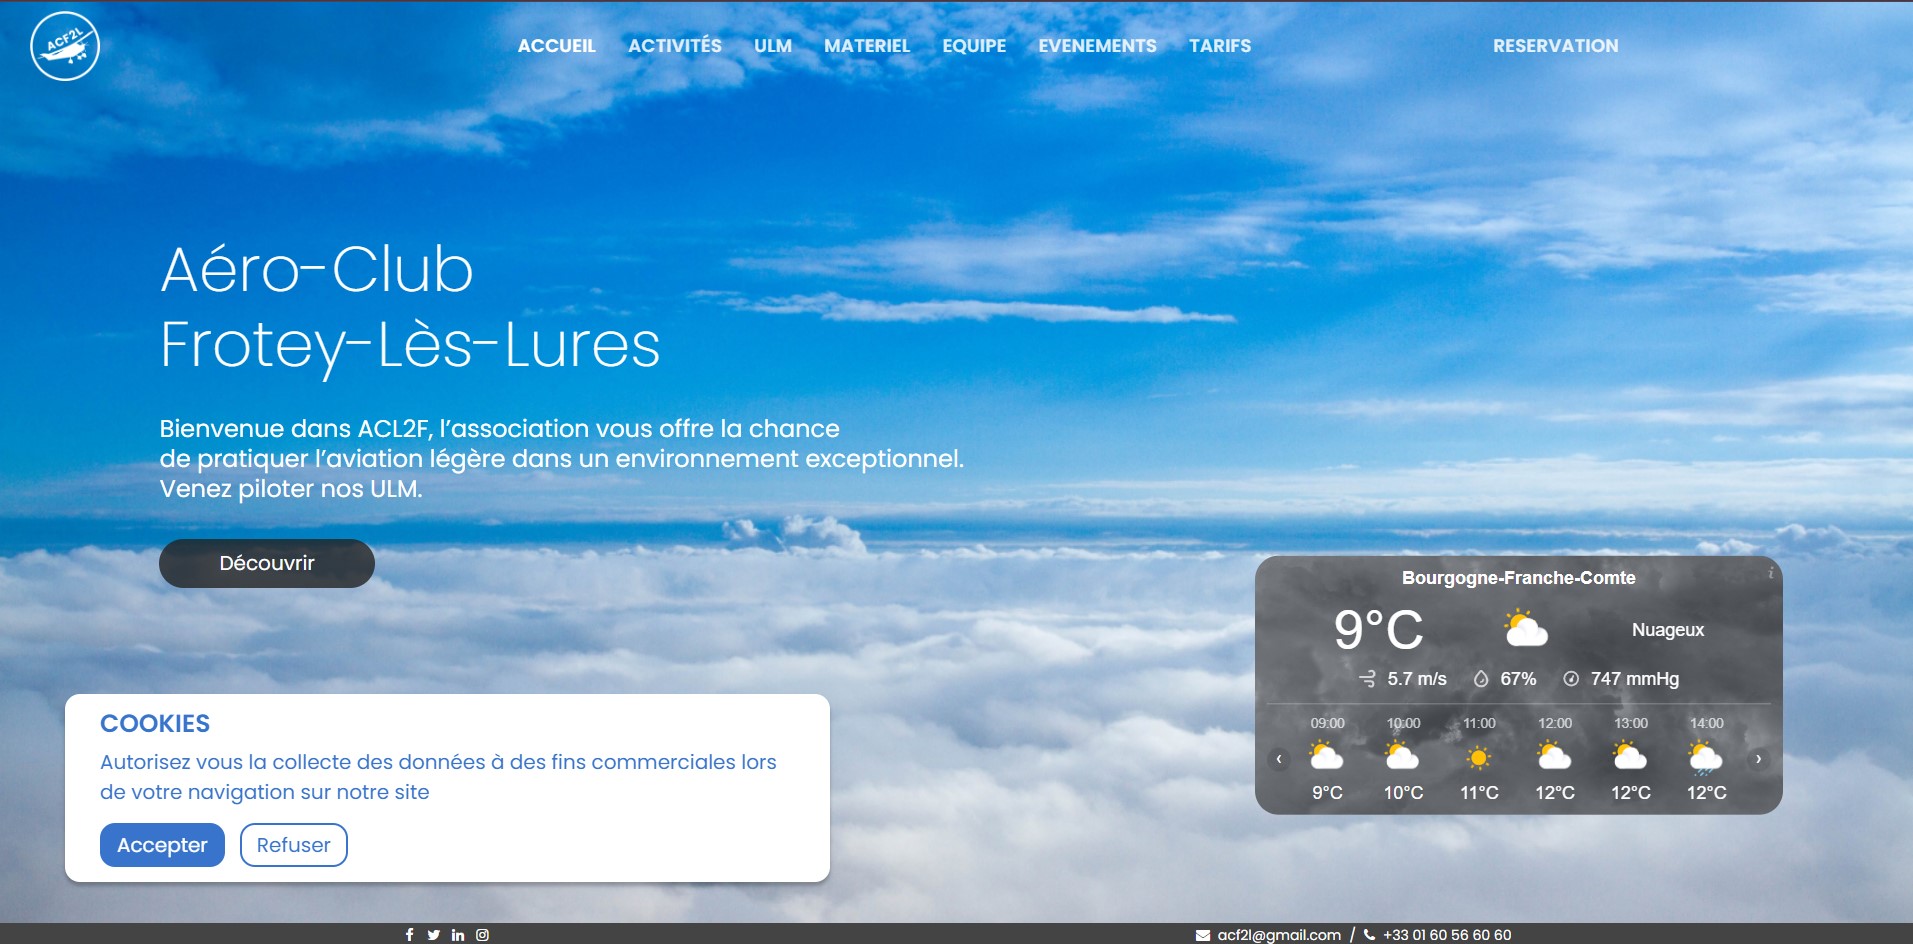 ACF2L
ACCUEIL ACTIVITÉS ULM MATERIEL EQUIPE EVENEMENTS TARIFS RESERVATION
Aéro-Club
Frotey-Lès-Lures
Bienvenue dans ACL2F, l'association vous offre la chance
de pratiquer l'aviation légère dans un environnement exceptionnel.
Venez piloter nos ULM.
Découvrir
Bourgogne-Franche-Comte
i
9°C Nuageux
5.7 m/s 67% 747 mmHg
09:00 10:00 11:00 12:00 13:00 14:00
9°C 10°C 11°C 12°C 12°C 12°C
COOKIES
Autorisez vous la collecte des données à des fins commerciales lors
de votre navigation sur notre site
Accepter Refuser
acf2l@gmail.com / +33 01 60 56 60 60